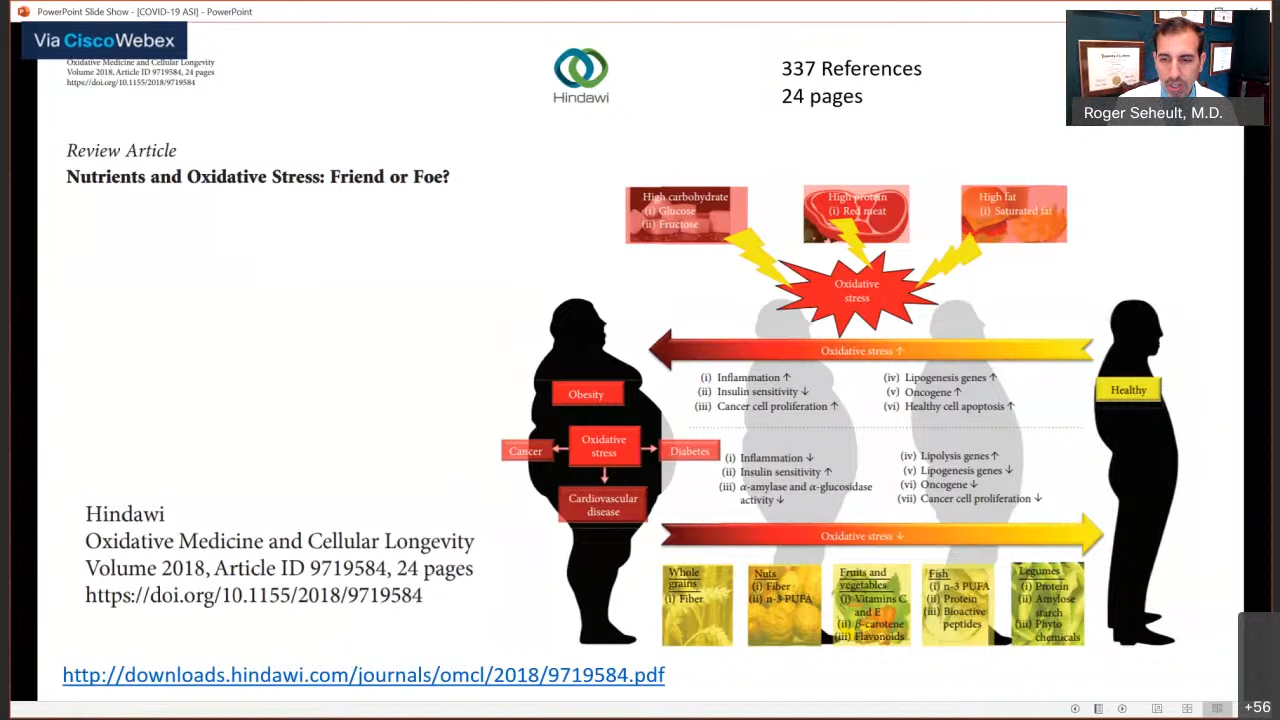 PowerPoint Slide Show - [COVID-19 ASI] - PowerPoint
Via CiscoWebex
Oxidative Medicine and Cellular Longevity
Volume 2018, Article ID 9719584, 24 pages
https://doi.org/10.1155/2018/9719584
Hindawi
337 References
24 pages
Roger Seheult, M.D.
Review Article
Nutrients and Oxidative Stress: Friend or Foe?
High carbohydrate
(i) Glucose
(ii) Fructose
High protein
(i) Red meat
High fat
(i) Saturated fat
Oxidative
stress
Oxidative stress ↑
(i) Inflammation ↑
(ii) Insulin sensitivity ↓
(iii) Cancer cell proliferation ↑
(iv) Lipogenesis genes ↑
(v) Oncogene ↑
(vi) Healthy cell apoptosis ↑
Obesity
Healthy
Cancer
Oxidative
stress
Diabetes
Cardiovascular
disease
(i) Inflammation ↓
(ii) Insulin sensitivity ↑
(iii) α-amylase and α-glucosidase
activity ↓
(iv) Lipolysis genes ↑
(v) Lipogenesis genes ↓
(vi) Oncogene ↓
(vii) Cancer cell proliferation ↓
Oxidative stress ↓
Whole
grains
(i) Fiber
Nuts
(i) Fiber
(ii) n-3 PUFA
Fruits and
vegetables
(i) Vitamins C
and E
(ii) β-carotene
(iii) Flavonoids
Fish
(i) n-3 PUFA
(ii) Protein
(iii) Bioactive
peptides
Legumes
(i) Protein
(ii) Amylose
starch
(iii) Phyto
chemicals
Hindawi
Oxidative Medicine and Cellular Longevity
Volume 2018, Article ID 9719584, 24 pages
https://doi.org/10.1155/2018/9719584
http://downloads.hindawi.com/journals/omcl/2018/9719584.pdf
+56